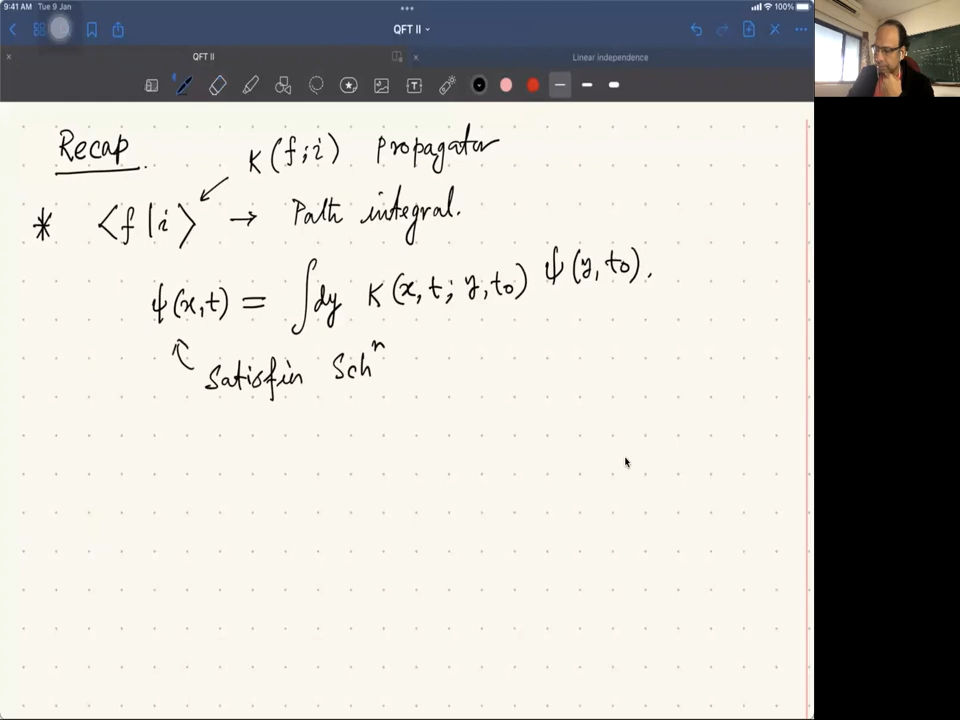 9:41 AM Tue 9 Jan
100%
QFT II
QFT II
Linear independence
Recap.
K(f;i) Propagator
* <f|i> → Path integral.
ψ(x,t) = ∫dy K(x,t; y,t₀) ψ(y,t₀).
Satisfies Schⁿ